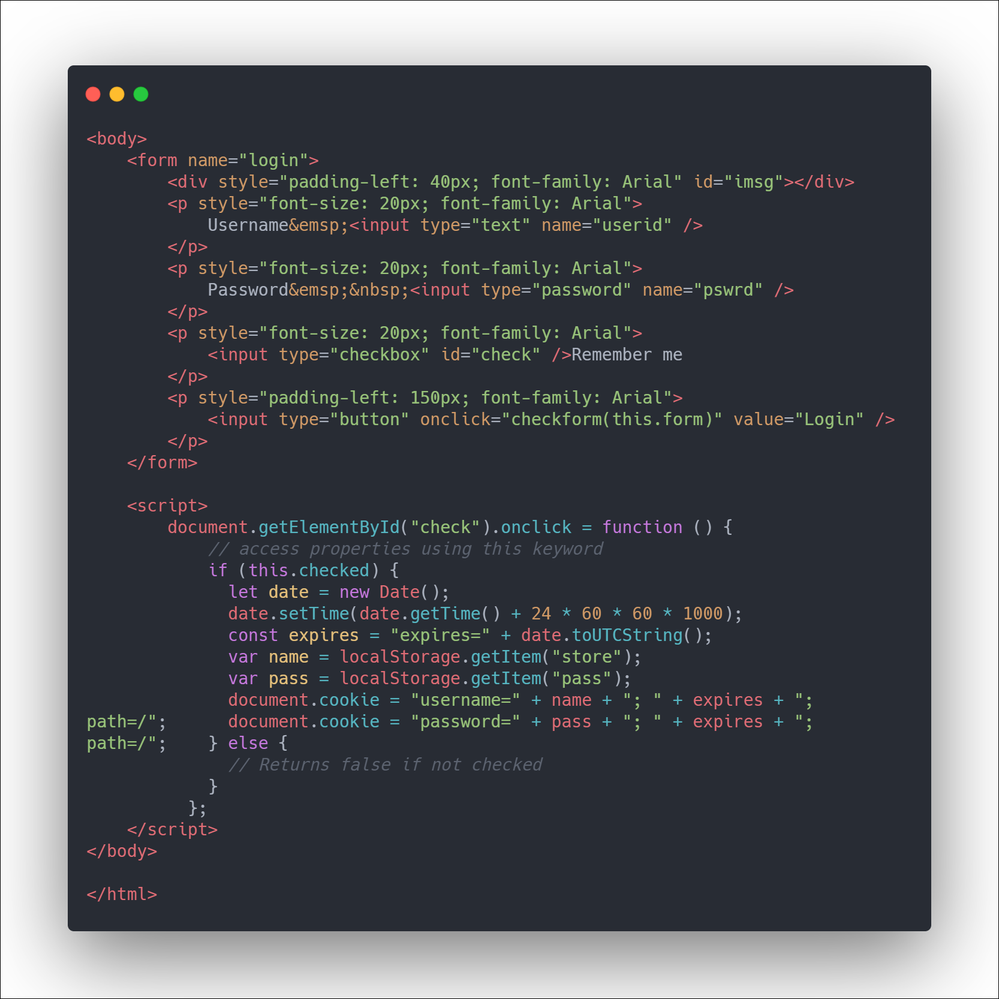 <body>
    <form name="login">
        <div style="padding-left: 40px; font-family: Arial" id="imsg"></div>
        <p style="font-size: 20px; font-family: Arial">
            Username&emsp;<input type="text" name="userid" />
        </p>
        <p style="font-size: 20px; font-family: Arial">
            Password&emsp;&nbsp;<input type="password" name="pswrd" />
        </p>
        <p style="font-size: 20px; font-family: Arial">
            <input type="checkbox" id="check" />Remember me
        </p>
        <p style="padding-left: 150px; font-family: Arial">
            <input type="button" onclick="checkform(this.form)" value="Login" />
        </p>
    </form>

    <script>
        document.getElementById("check").onclick = function () {
            // access properties using this keyword
            if (this.checked) {
              let date = new Date();
              date.setTime(date.getTime() + 24 * 60 * 60 * 1000);
              const expires = "expires=" + date.toUTCString();
              var name = localStorage.getItem("store");
              var pass = localStorage.getItem("pass");
              document.cookie = "username=" + name + "; " + expires + ";
path=/";      document.cookie = "password=" + pass + "; " + expires + ";
path=/";    } else {
              // Returns false if not checked
            }
          };
    </script>
</body>

</html>